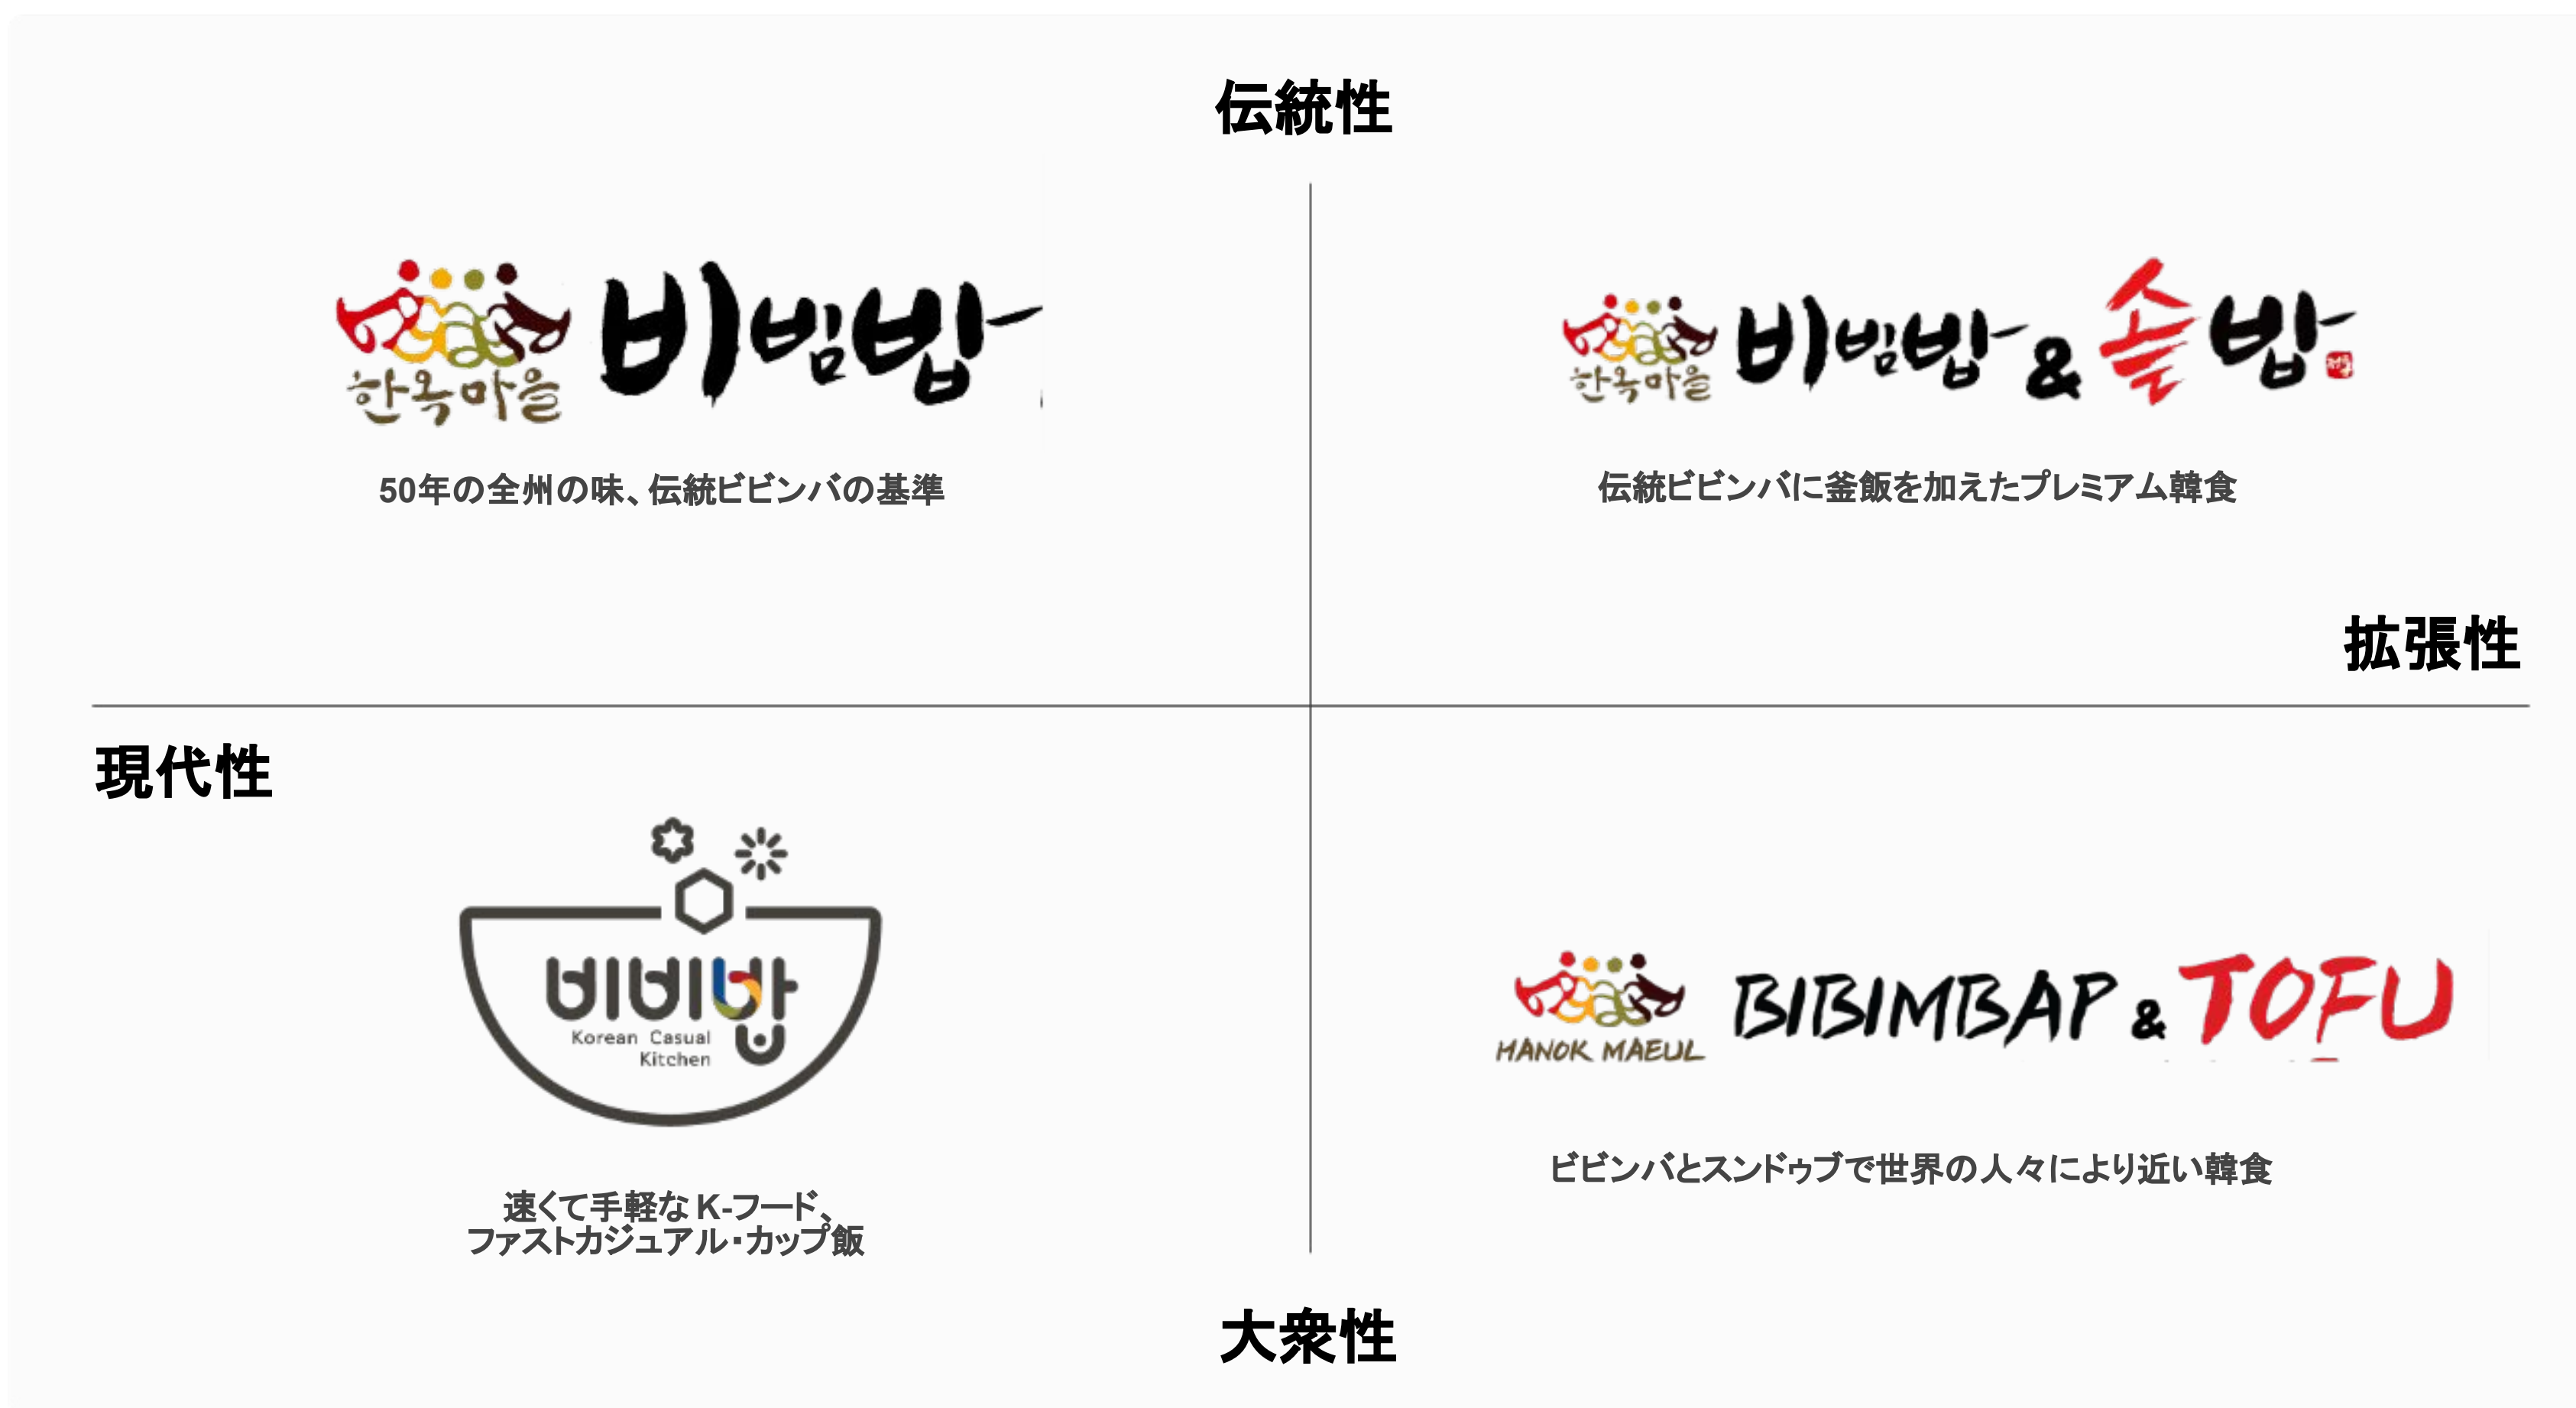 伝統性
한옥마을
비빔밥
50年の全州の味、伝統ビビンバの基準
한옥마을
비빔밥&솥밥
伝統ビビンバに釜飯を加えたプレミアム韓食
拡張性
現代性
비비밥
Korean Casual
Kitchen
速くて手軽なK-フード、
ファストカジュアル・カップ飯
HANOK MAEUL
BIBIMBAP & TOFU
ビビンバとスンドゥブで世界の人々により近い韓食
大衆性